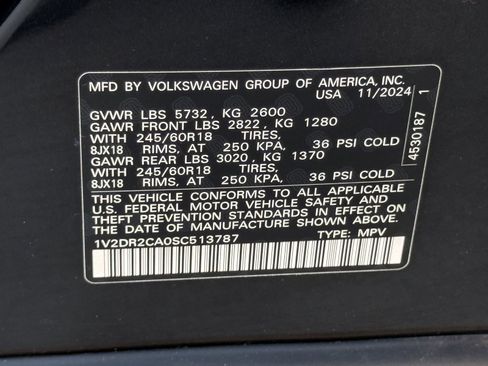 MFD BY VOLKSWAGEN GROUP OF AMERICA, INC.
USA 11/2024
GVWR LBS 5732, KG 2600
GAWR FRONT LBS 2822, KG 1280
WITH 245/60R18 TIRES,
8JX18 RIMS, AT 250 KPA, 36 PSI COLD
GAWR REAR LBS 3020, KG 1370
WITH 245/60R18 TIRES,
8JX18 RIMS, AT 250 KPA, 36 PSI COLD
THIS VEHICLE CONFORMS TO ALL APPLICABLE
U.S. FEDERAL MOTOR VEHICLE SAFETY AND
THEFT PREVENTION STANDARDS IN EFFECT ON
THE DATE OF MANUFACTURE SHOWN ABOVE.
1V2DR2CA0SC513787 TYPE: MPV
4530187 1